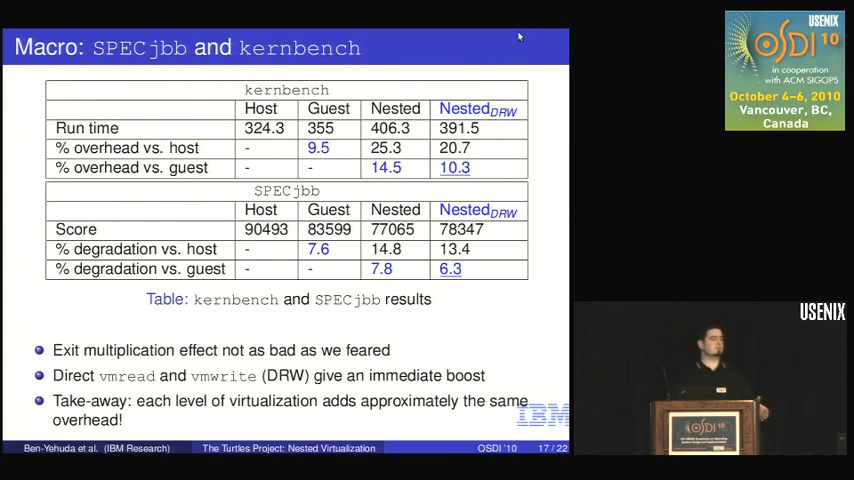 Macro: SPECjbb and kernbench
kernbench
Host Guest Nested Nested_DRW
Run time 324.3 355 406.3 391.5
% overhead vs. host - 9.5 25.3 20.7
% overhead vs. guest - - 14.5 10.3
SPECjbb
Host Guest Nested Nested_DRW
Score 90493 83599 77065 78347
% degradation vs. host - 7.6 14.8 13.4
% degradation vs. guest - - 7.8 6.3
Table: kernbench and SPECjbb results
Exit multiplication effect not as bad as we feared
Direct vmread and vmwrite (DRW) give an immediate boost
Take-away: each level of virtualization adds approximately the same
overhead!
IBM
Ben-Yehuda et al. (IBM Research) The Turtles Project: Nested Virtualization OSDI '10 17 / 22
USENIX
OSDI 10
in cooperation
with ACM SIGOPS
October 4–6, 2010
Vancouver, BC,
Canada
USENIX
OSDI 10